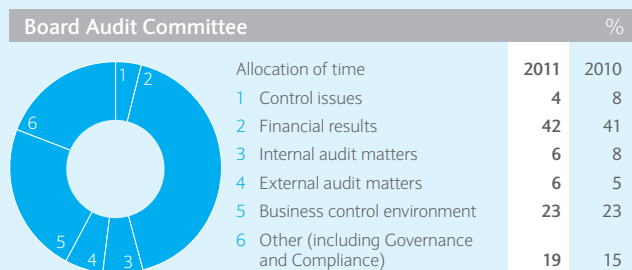 Board Audit Committee %
Allocation of time 2011 2010
1 Control issues 4 8
2 Financial results 42 41
3 Internal audit matters 6 8
4 External audit matters 6 5
5 Business control environment 23 23
6 Other (including Governance
and Compliance) 19 15
1
2
6
5
4
3